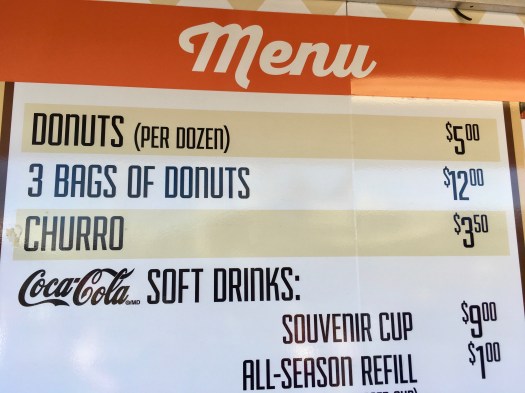 Menu
DONUTS (PER DOZEN) $5.00
3 BAGS OF DONUTS $12.00
CHURRO $3.50
Coca-Cola SOFT DRINKS:
SOUVENIR CUP $9.00
ALL-SEASON REFILL $1.00